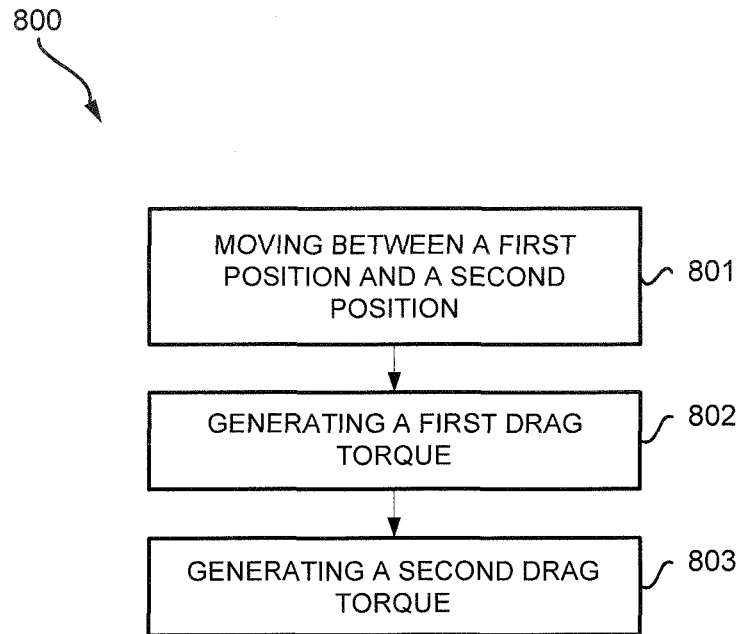 800
MOVING BETWEEN A FIRST
POSITION AND A SECOND
POSITION
801
GENERATING A FIRST DRAG
TORQUE
802
GENERATING A SECOND DRAG
TORQUE
803